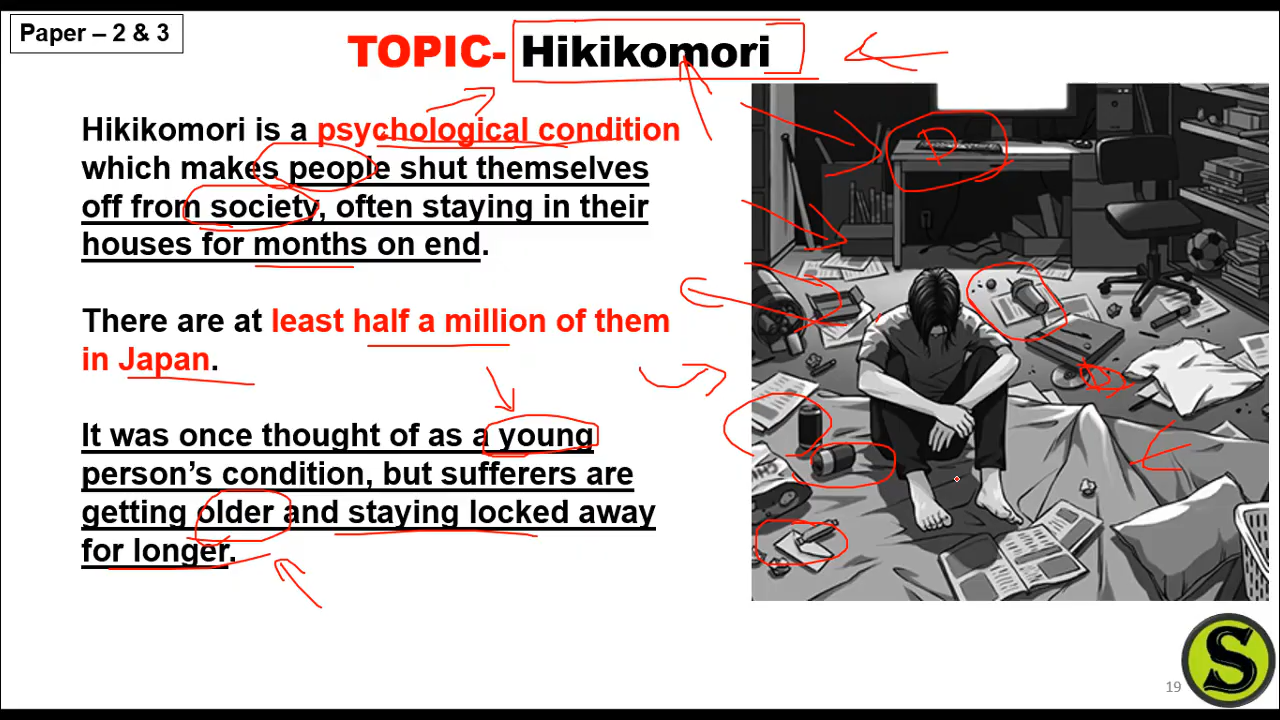 Paper – 2 & 3
TOPIC- Hikikomori
Hikikomori is a psychological condition
which makes people shut themselves
off from society, often staying in their
houses for months on end.
There are at least half a million of them
in Japan.
It was once thought of as a young
person’s condition, but sufferers are
getting older and staying locked away
for longer.
D
19
S